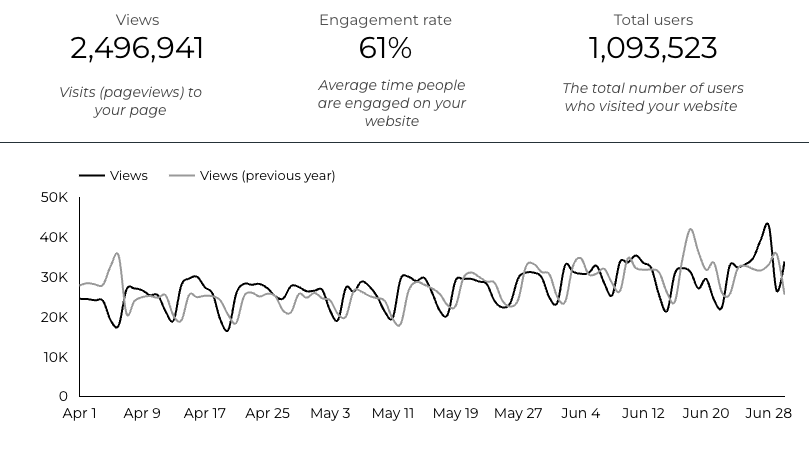 Views
2,496,941
Visits (pageviews) to
your page
Engagement rate
61%
Average time people
are engaged on your
website
Total users
1,093,523
The total number of users
who visited your website
Views
Views (previous year)
50K
40K
30K
20K
10K
0
Apr 1
Apr 9
Apr 17
Apr 25
May 3
May 11
May 19
May 27
Jun 4
Jun 12
Jun 20
Jun 28